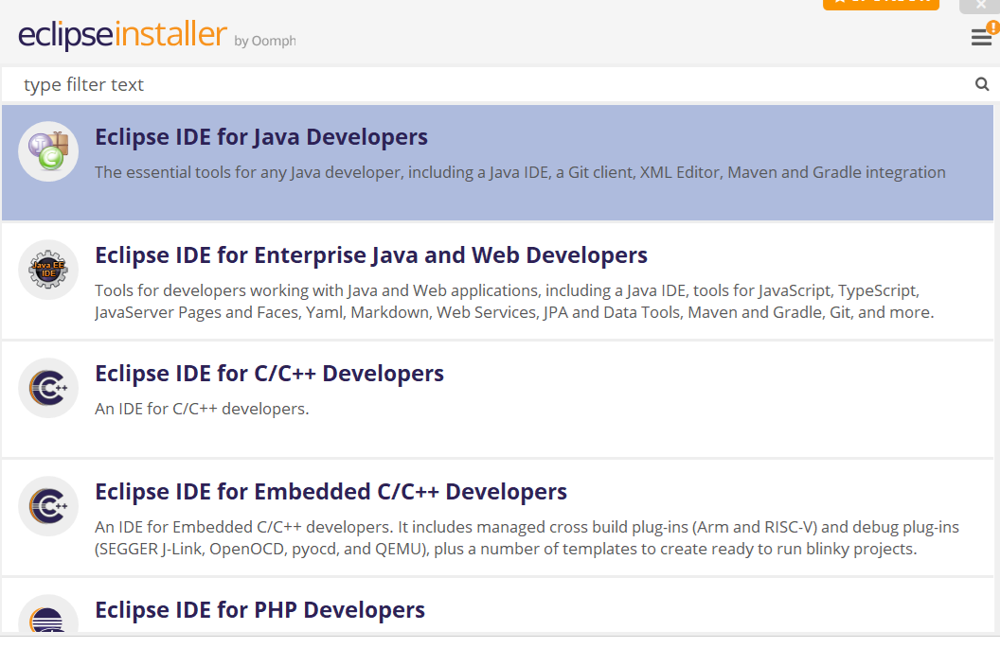 eclipseinstaller by Oomph
type filter text
Eclipse IDE for Java Developers
The essential tools for any Java developer, including a Java IDE, a Git client, XML Editor, Maven and Gradle integration
Java EE
IDE
Eclipse IDE for Enterprise Java and Web Developers
Tools for developers working with Java and Web applications, including a Java IDE, tools for JavaScript, TypeScript,
JavaServer Pages and Faces, Yaml, Markdown, Web Services, JPA and Data Tools, Maven and Gradle, Git, and more.
Eclipse IDE for C/C++ Developers
An IDE for C/C++ developers.
Eclipse IDE for Embedded C/C++ Developers
An IDE for Embedded C/C++ developers. It includes managed cross build plug-ins (Arm and RISC-V) and debug plug-ins
(SEGGER J-Link, OpenOCD, pyocd, and QEMU), plus a number of templates to create ready to run blinky projects.
Eclipse IDE for PHP Developers